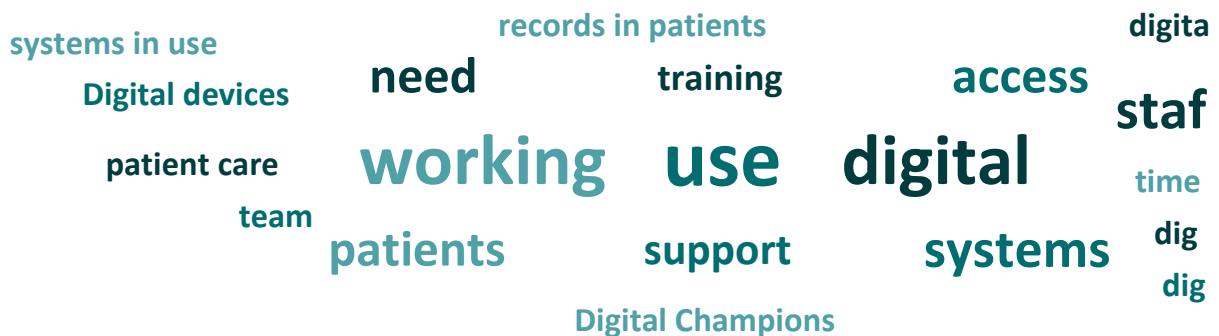 records in patients
digita
systems in use
need
training
access
Digital devices
staf
patient care
working
use
digital
time
team
patients
support
systems
dig
dig
Digital Champions